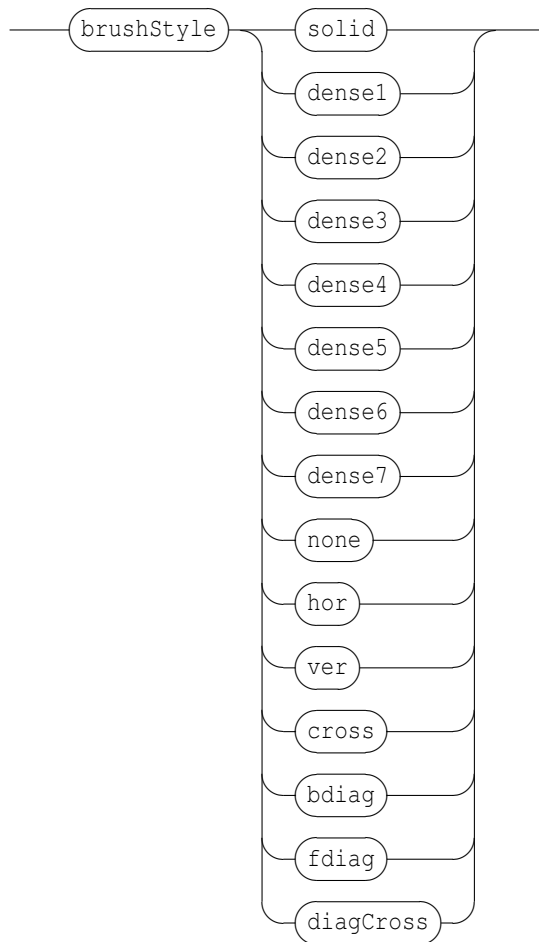 brushStyle solid
dense1
dense2
dense3
dense4
dense5
dense6
dense7
none
hor
ver
cross
bdiag
fdiag
diagCross